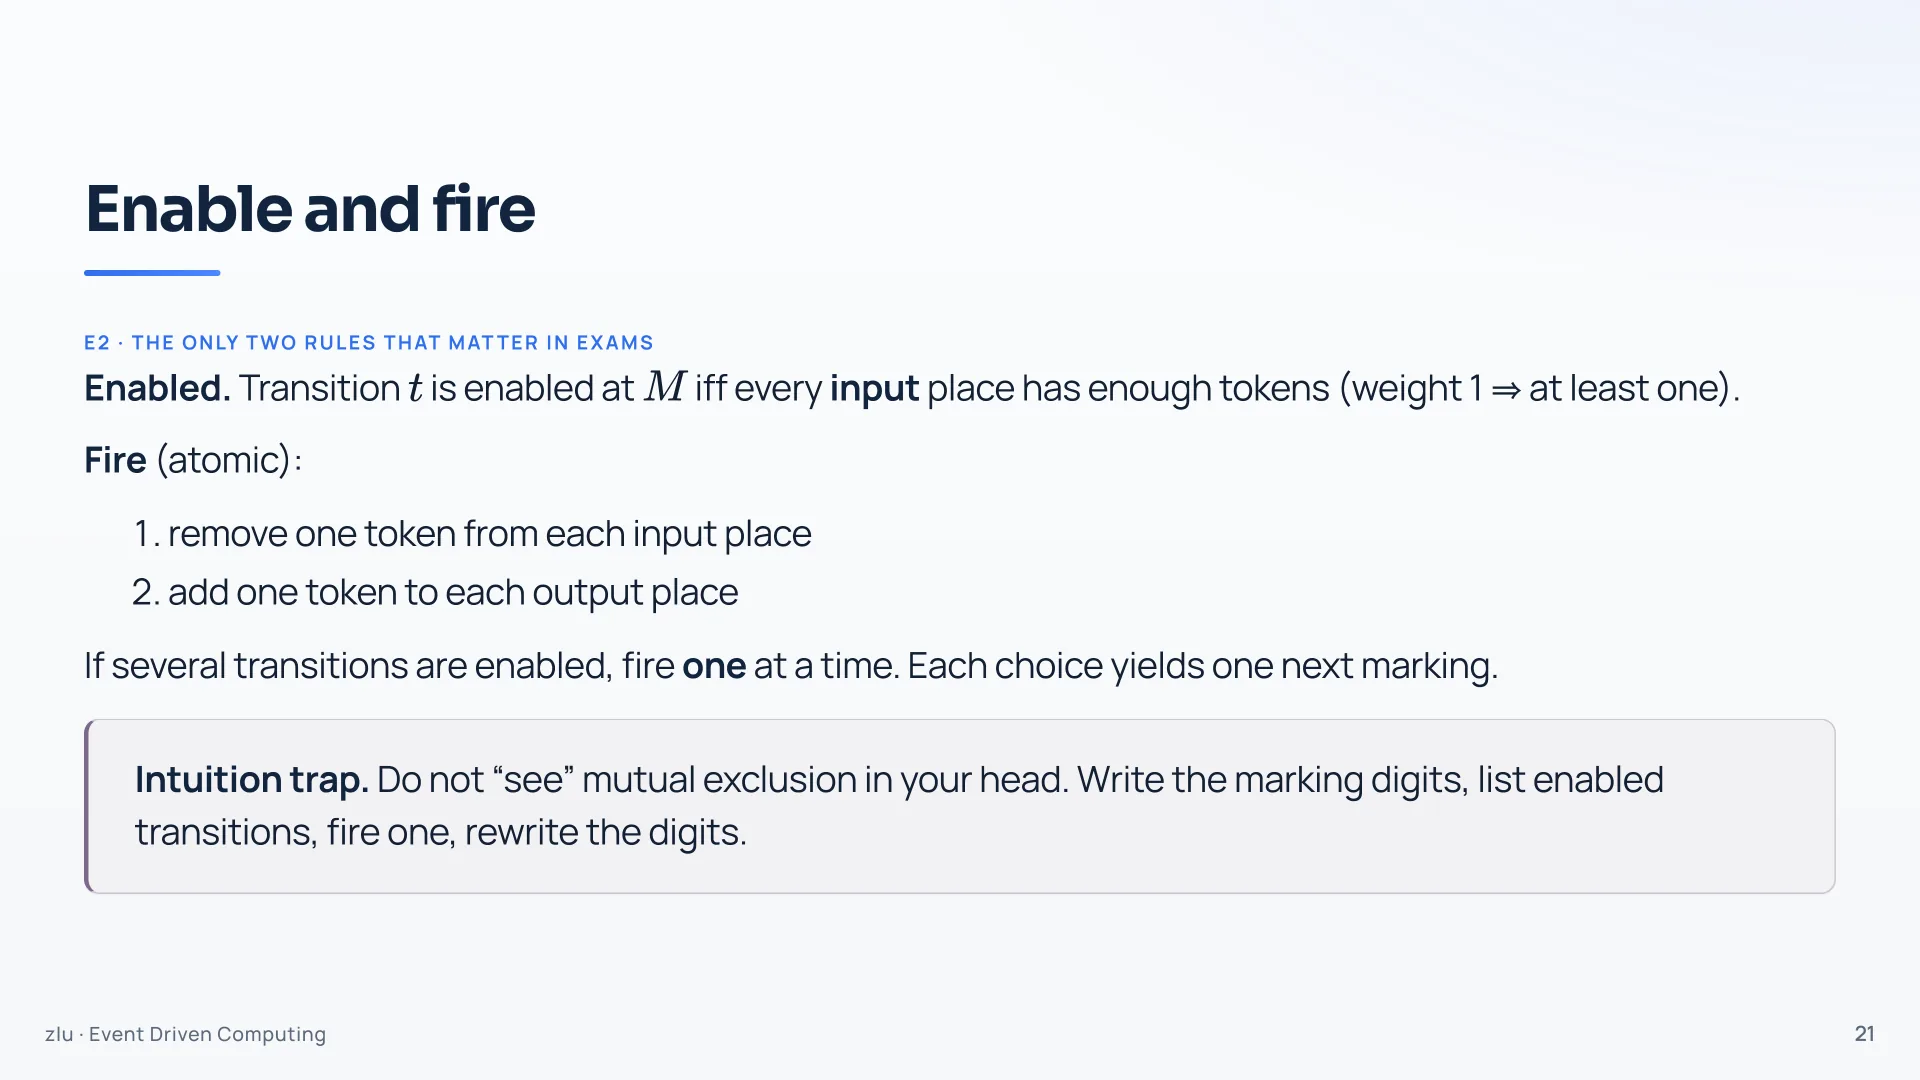 Enable and fire
E2 · THE ONLY TWO RULES THAT MATTER IN EXAMS
Enabled. Transition t is enabled at M iff every input place has enough tokens (weight 1 ⇒ at least one).
Fire (atomic):
1. remove one token from each input place
2. add one token to each output place
If several transitions are enabled, fire one at a time. Each choice yields one next marking.
Intuition trap. Do not “see” mutual exclusion in your head. Write the marking digits, list enabled
transitions, fire one, rewrite the digits.
zlu · Event Driven Computing
21